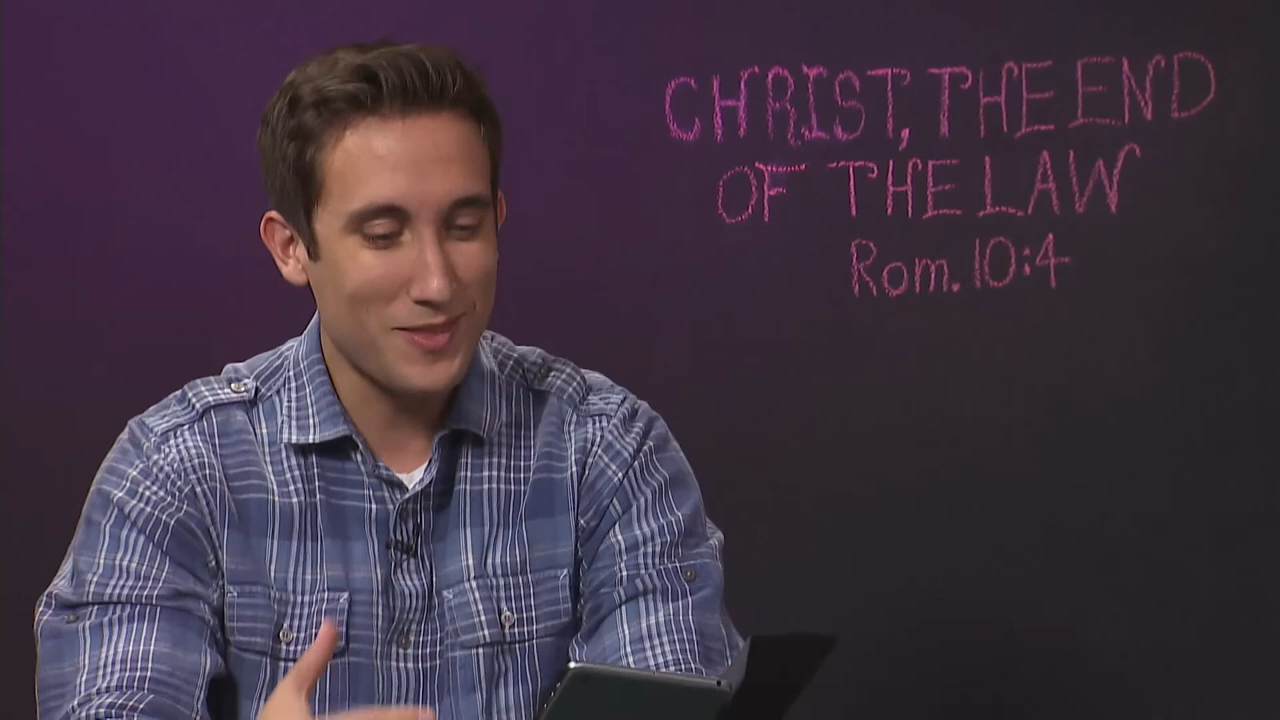 CHRIST, THE END
OF THE LAW
Rom. 10:4